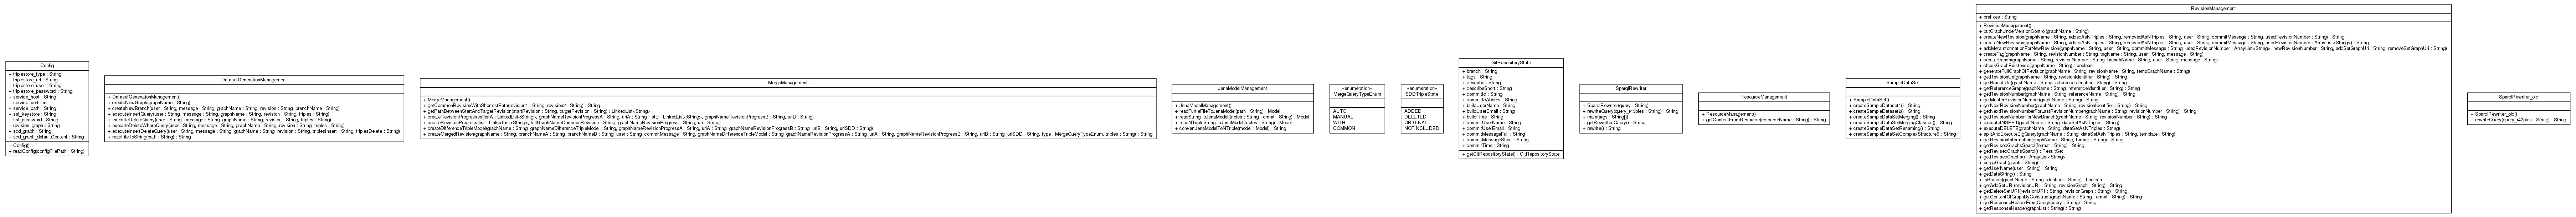 Config
+ triplestore_type : String
+ triplestore_url : String
+ triplestore_user : String
+ triplestore_password : String
+ service_host : String
+ service_port : int
+ service_path : String
+ ssl_keystore : String
+ ssl_password : String
+ revision_graph : String
+ sdd_graph : String
+ sdd_graph_defaultContent : String
+ Config()
+ readConfig(configFilePath : String)
DatasetGenerationManagement
+ DatasetGenerationManagement()
+ createNewGraph(graphName : String)
+ createNewBranch(user : String, message : String, graphName : String, revision : String, branchName : String)
+ executeInsertQuery(user : String, message : String, graphName : String, revision : String, triples : String)
+ executeDeleteQuery(user : String, message : String, graphName : String, revision : String, triples : String)
+ executeDeleteWhereQuery(user : String, message : String, graphName : String, revision : String, triples : String)
+ executeInsertDeleteQuery(user : String, message : String, graphName : String, revision : String, triplesInsert : String, triplesDelete : String)
+ readFileToString(path : String) : String
MergeManagement
+ MergeManagement()
+ getCommonRevisionWithShortestPath(revision1 : String, revision2 : String) : String
+ getPathBetweenStartAndTargetRevision(startRevision : String, targetRevision : String) : LinkedList<String>
+ createRevisionProgresses(listA : LinkedList<String>, graphNameRevisionProgressA : String, uriA : String, listB : LinkedList<String>, graphNameRevisionProgressB : String, uriB : String)
+ createRevisionProgress(list : LinkedList<String>, fullGraphNameCommonRevision : String, graphNameRevisionProgress : String, uri : String)
+ createDifferenceTripleModel(graphName : String, graphNameDifferenceTripleModel : String, graphNameRevisionProgressA : String, uriA : String, graphNameRevisionProgressB : String, uriB : String, uriSDD : String)
+ createMergedRevision(graphName : String, branchNameA : String, branchNameB : String, user : String, commitMessage : String, graphNameDifferenceTripleModel : String, graphNameRevisionProgressA : String, uriA : String, graphNameRevisionProgressB : String, uriB : String, uriSDD : String, type : MergeQueryTypeEnum, triples : String) : String
JenaModelManagement
+ JenaModelManagement()
+ readTurtleFileToJenaModel(path : String) : Model
+ readStringToJenaModel(triples : String, format : String) : Model
+ readNTripleStringToJenaModel(triples : String) : Model
+ convertJenaModelToNTriple(model : Model) : String
«enumeration»
MergeQueryTypeEnum
AUTO
MANUAL
WITH
COMMON
«enumeration»
SDDTripleState
ADDED
DELETED
ORIGINAL
NOTINCLUDED
GitRepositoryState
+ branch : String
+ tags : String
+ describe : String
+ describeShort : String
+ commitId : String
+ commitIdAbbrev : String
+ buildUserName : String
+ buildUserEmail : String
+ buildTime : String
+ commitUserName : String
+ commitUserEmail : String
+ commitMessageFull : String
+ commitMessageShort : String
+ commitTime : String
+ getGitRepositoryState() : GitRepositoryState
SparqlRewriter
+ SparqlRewriter(query : String)
+ rewriteQuery(query_r43ples : String) : String
+ main(args : String[])
+ getRewrittenQuery() : String
+ rewrite() : String
ResourceManagement
+ ResourceManagement()
+ getContentFromResource(resourceName : String) : String
SampleDataSet
+ SampleDataSet()
+ createSampleDataset1() : String
+ createSampleDataset2() : String
+ createSampleDataSetMerging() : String
+ createSampleDataSetMergingClasses() : String
+ createSampleDataSetRenaming() : String
+ createSampleDataSetComplexStructure() : String
RevisionManagement
+ prefixes : String
+ RevisionManagement()
+ putGraphUnderVersionControl(graphName : String)
+ createNewRevision(graphName : String, addedAsNTriples : String, removedAsNTriples : String, user : String, commitMessage : String, usedRevisionNumber : String) : String
+ createNewRevision(graphName : String, addedAsNTriples : String, removedAsNTriples : String, user : String, commitMessage : String, usedRevisionNumber : ArrayList<String>) : String
+ addMetaInformationForNewRevision(graphName : String, user : String, commitMessage : String, usedRevisionNumber : ArrayList<String>, newRevisionNumber : String, addSetGraphUri : String, removeSetGraphUri : String)
+ createTag(graphName : String, revisionNumber : String, tagName : String, user : String, message : String)
+ createBranch(graphName : String, revisionNumber : String, branchName : String, user : String, message : String)
+ checkGraphExistence(graphName : String) : boolean
+ generateFullGraphOfRevision(graphName : String, revisionName : String, tempGraphName : String)
+ getRevisionUri(graphName : String, revisionIdentifier : String) : String
+ getBranchUri(graphName : String, referenceIdentifier : String) : String
+ getReferenceGraph(graphName : String, referenceIdentifier : String) : String
+ getRevisionNumber(graphName : String, referenceName : String) : String
+ getMasterRevisionNumber(graphName : String) : String
+ getNextRevisionNumber(graphName : String, revisionIdentifier : String) : String
+ getNextRevisionNumberForLastRevisionNumber(graphName : String, revisionNumber : String) : String
+ getRevisionNumberForNewBranch(graphName : String, revisionNumber : String) : String
+ executeINSERT(graphName : String, dataSetAsNTriples : String)
+ executeDELETE(graphName : String, dataSetAsNTriples : String)
+ splitAndExecuteBigQuery(graphName : String, dataSetAsNTriples : String, template : String)
+ getRevisionInformation(graphName : String, format : String) : String
+ getRevisedGraphsSparql(format : String) : String
+ getRevisedGraphsSparql() : ResultSet
+ getRevisedGraphs() : ArrayList<String>
+ purgeGraph(graph : String)
+ getUserName(user : String) : String
+ getDateString() : String
+ isBranch(graphName : String, identifier : String) : boolean
+ getAddSetURI(revisionURI : String, revisionGraph : String) : String
+ getDeleteSetURI(revisionURI : String, revisionGraph : String) : String
+ getContentOfGraphByConstruct(graphName : String, format : String) : String
+ getResponseHeaderFromQuery(query : String) : String
+ getResponseHeader(graphList : String) : String
SparqlRewriter_old
+ SparqlRewriter_old()
+ rewriteQuery(query_r43ples : String) : String